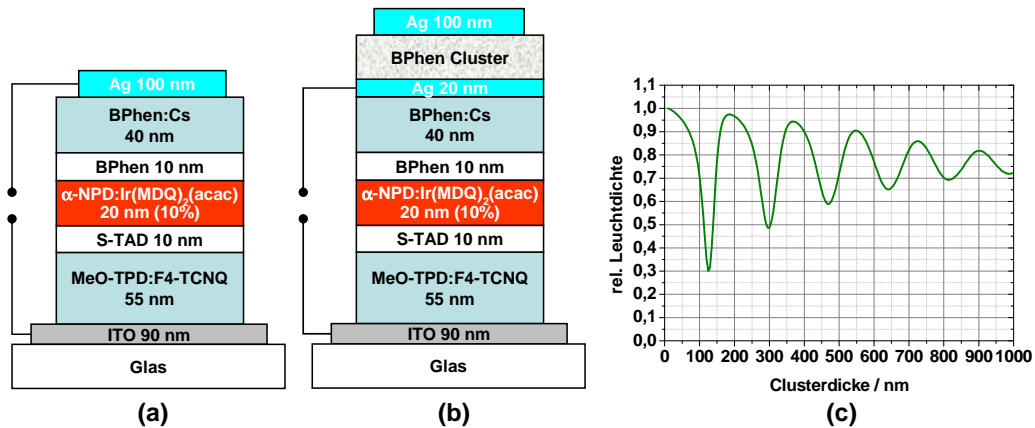 Ag 100 nm
BPhen:Cs
40 nm
BPhen 10 nm
α-NPD:Ir(MDQ)₂(acac)
20 nm (10%)
S-TAD 10 nm
MeO-TPD:F4-TCNQ
55 nm
ITO 90 nm
Glas
(a)
Ag 100 nm
BPhen Cluster
Ag 20 nm
BPhen:Cs
40 nm
BPhen 10 nm
α-NPD:Ir(MDQ)₂(acac)
20 nm (10%)
S-TAD 10 nm
MeO-TPD:F4-TCNQ
55 nm
ITO 90 nm
Glas
(b)
rel. Leuchtdichte
1,1
1,0
0,9
0,8
0,7
0,6
0,5
0,4
0,3
0,2
0,1
0,0
0 100 200 300 400 500 600 700 800 900 1000
Clusterdicke / nm
(c)